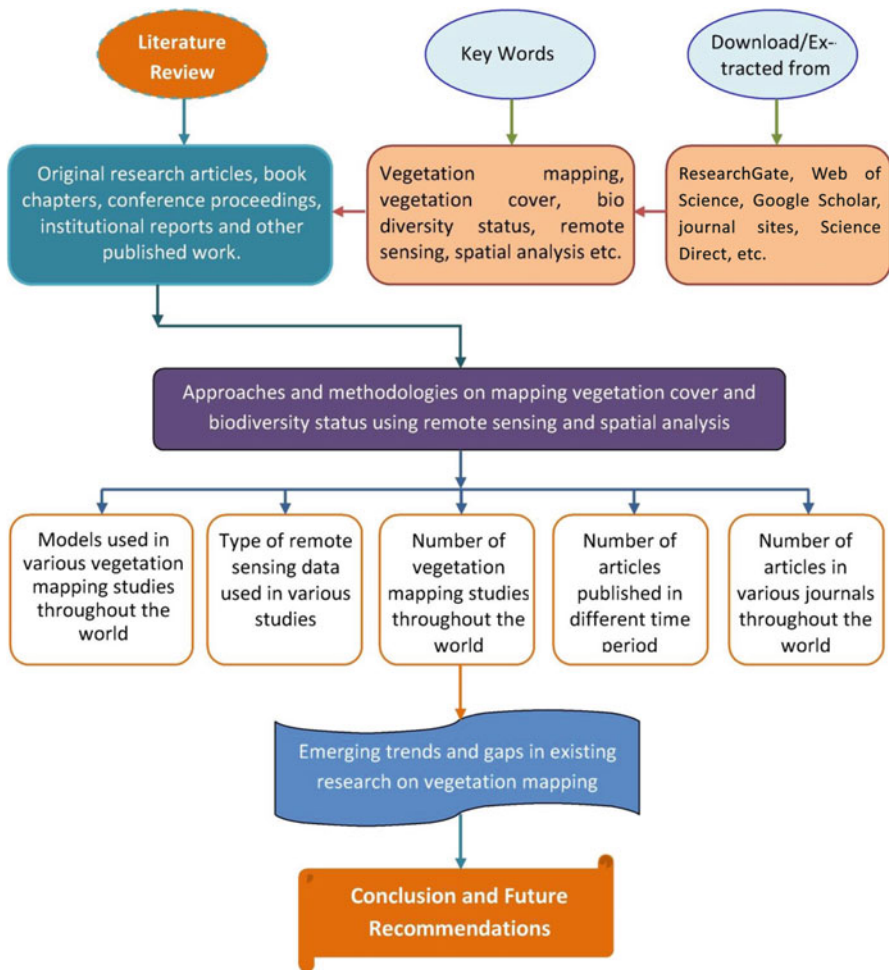 Literature
Review
Key Words
Download/Ex-
tracted from
Original research articles, book
chapters, conference proceedings,
institutional reports and other
published work.
Vegetation mapping,
vegetation cover, bio
diversity status, remote
sensing, spatial analysis etc.
ResearchGate, Web of
Science, Google Scholar,
journal sites, Science
Direct, etc.
Approaches and methodologies on mapping vegetation cover and
biodiversity status using remote sensing and spatial analysis
Models used in
various vegetation
mapping studies
throughout the
world
Type of remote
sensing data
used in various
studies
Number of
vegetation
mapping studies
throughout the
world
Number of
articles
published in
different time
period
Number of
articles in
various journals
throughout the
world
Emerging trends and gaps in existing
research on vegetation mapping
Conclusion and Future
Recommendations